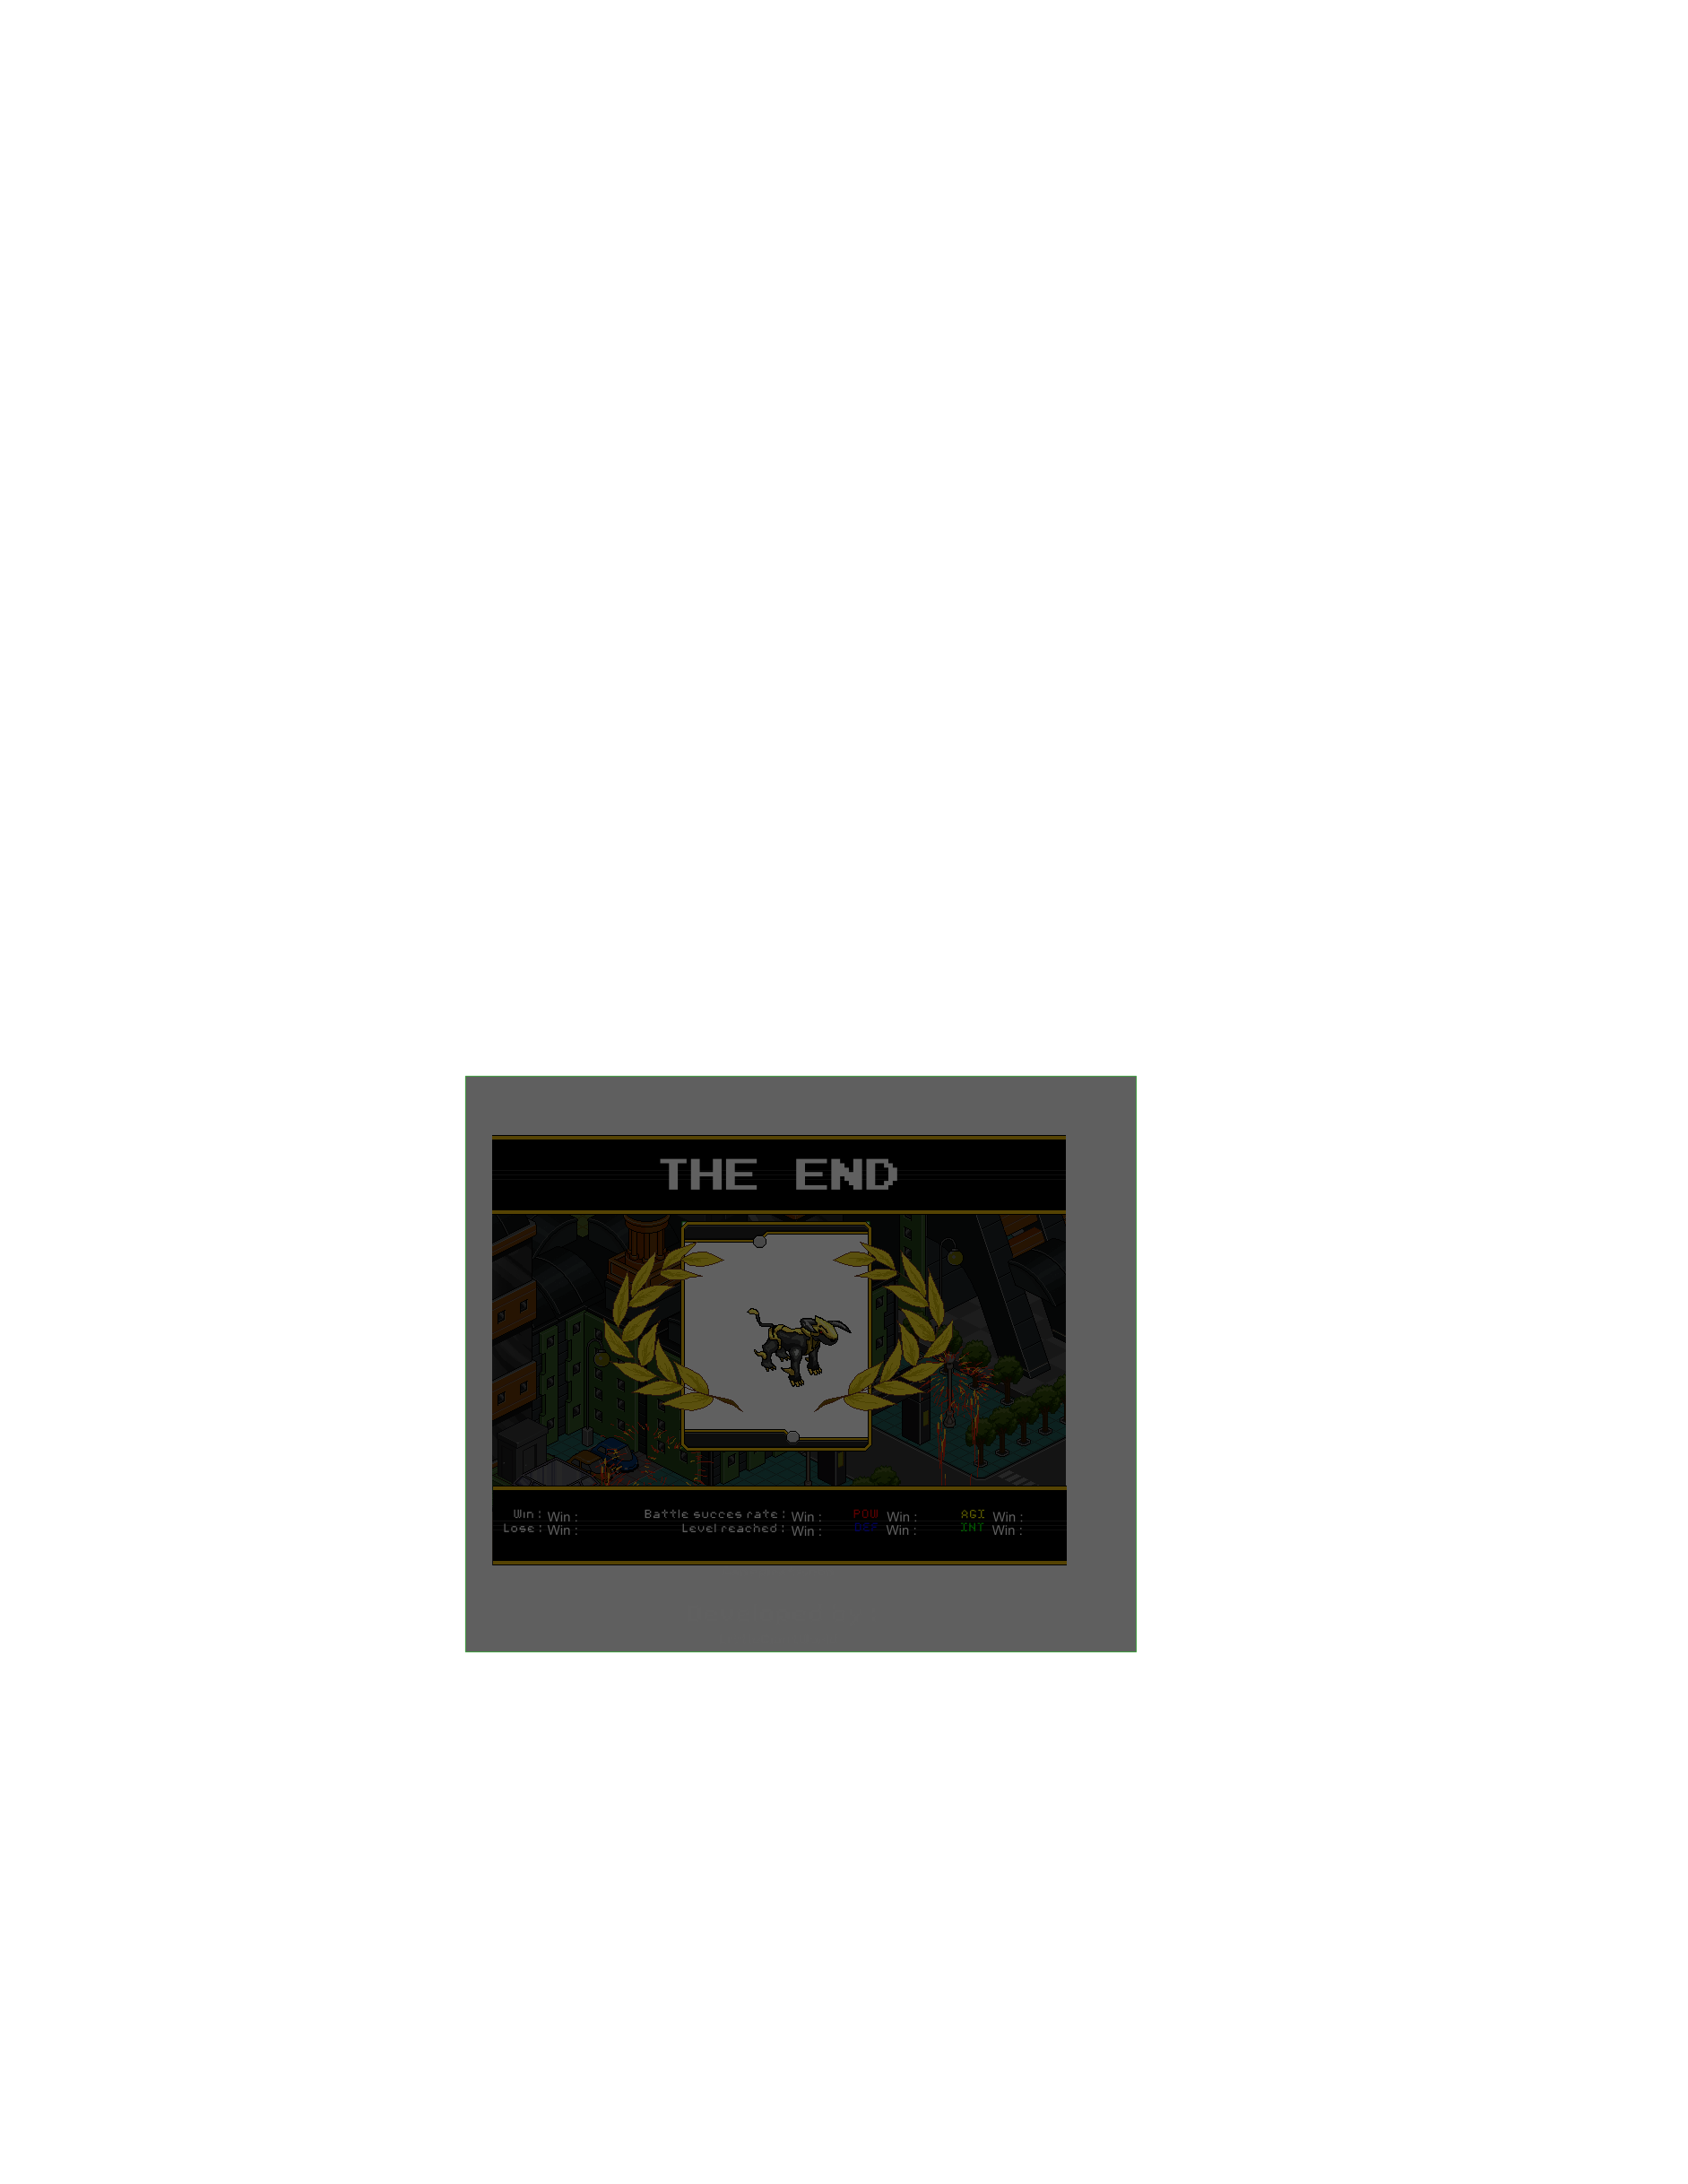 THE END
Win : Win : Battle succes rate : Win : POW Win : AGI Win :
Lose : Win : Level reached : Win : DEF Win : INT Win :